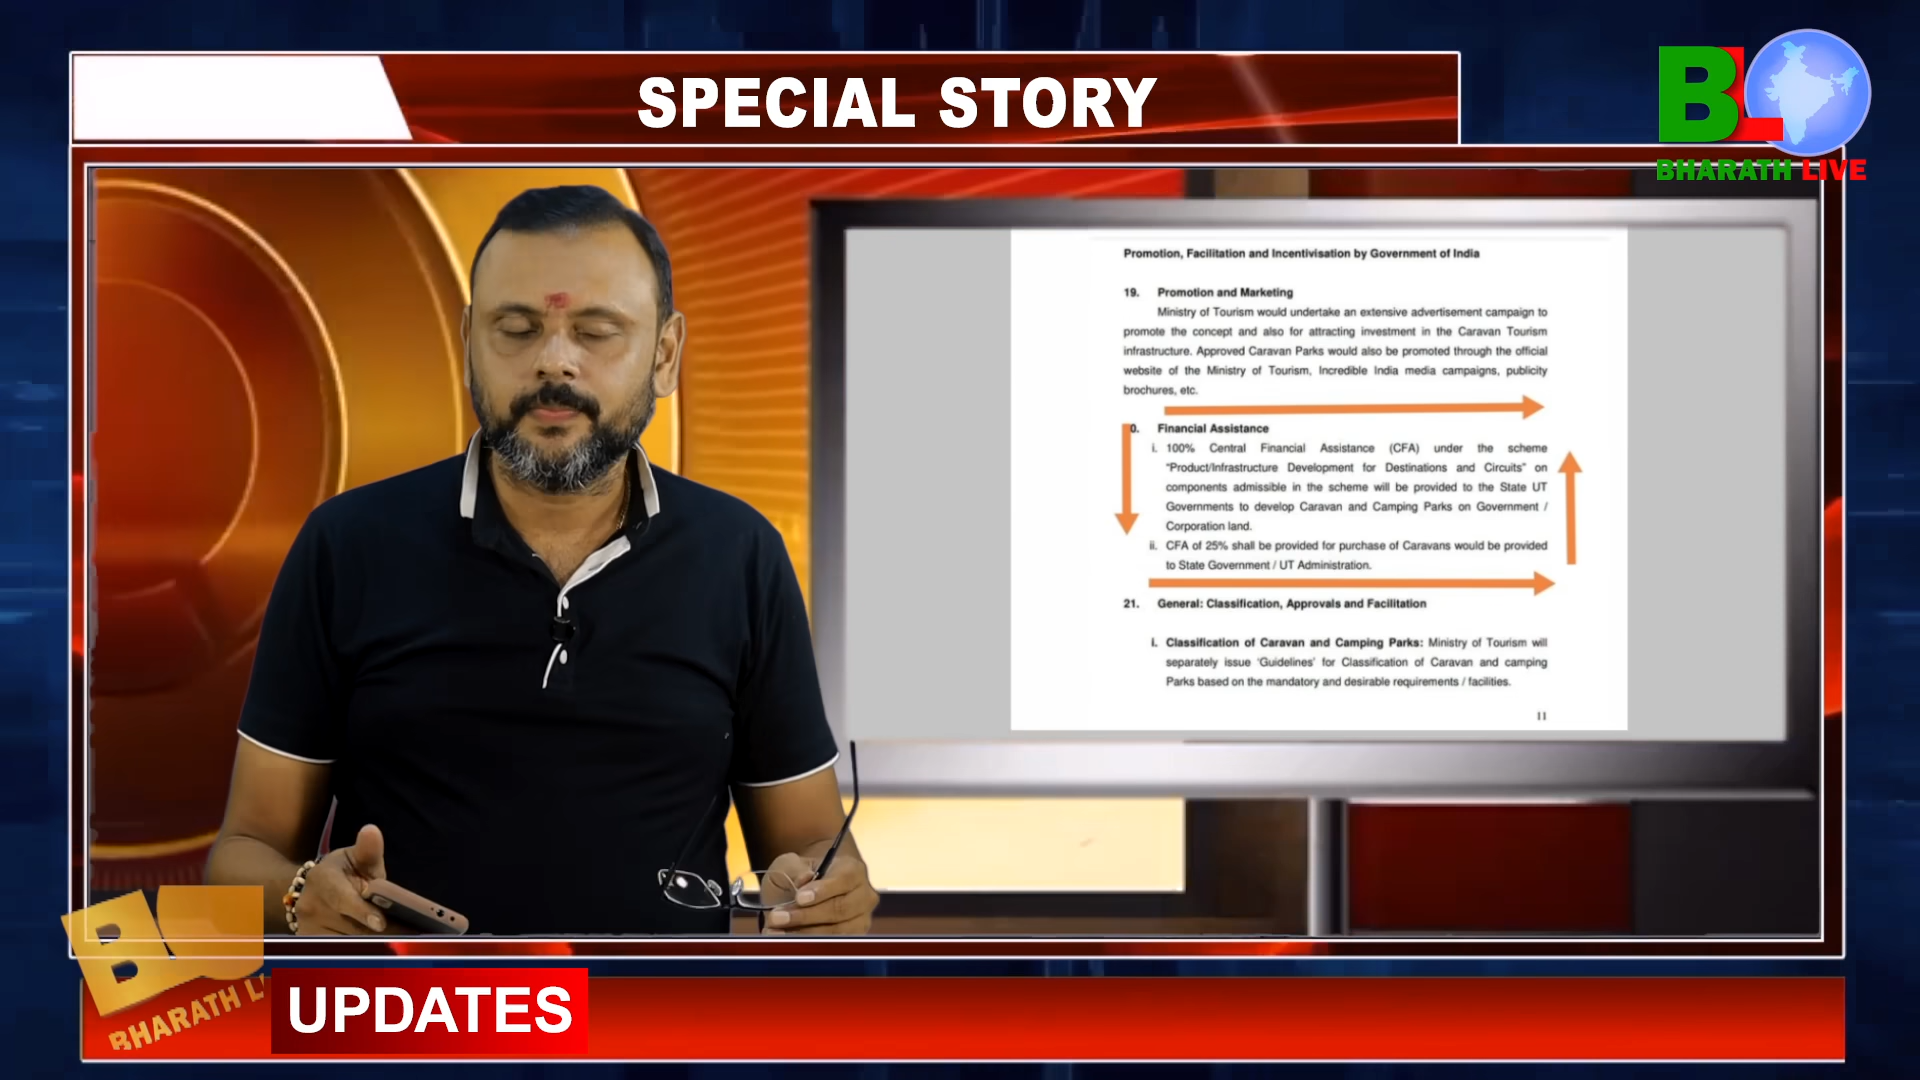 SPECIAL STORY
BL
BHARATH LIVE
Promotion, Facilitation and Incentivisation by Government of India
19. Promotion and Marketing
Ministry of Tourism would undertake an extensive advertisement campaign to
promote the concept and also for attracting investment in the Caravan Tourism
infrastructure. Approved Caravan Parks would also be promoted through the official
website of the Ministry of Tourism, Incredible India media campaigns, publicity
brochures, etc.
0. Financial Assistance
i. 100% Central Financial Assistance (CFA) under the scheme
“Product/Infrastructure Development for Destinations and Circuits” on
components admissible in the scheme will be provided to the State UT
Governments to develop Caravan and Camping Parks on Government /
Corporation land.
ii. CFA of 25% shall be provided for purchase of Caravans would be provided
to State Government / UT Administration.
21. General: Classification, Approvals and Facilitation
i. Classification of Caravan and Camping Parks: Ministry of Tourism will
separately issue ‘Guidelines’ for Classification of Caravan and camping
Parks based on the mandatory and desirable requirements / facilities.
11
BL
BHARATH L
UPDATES